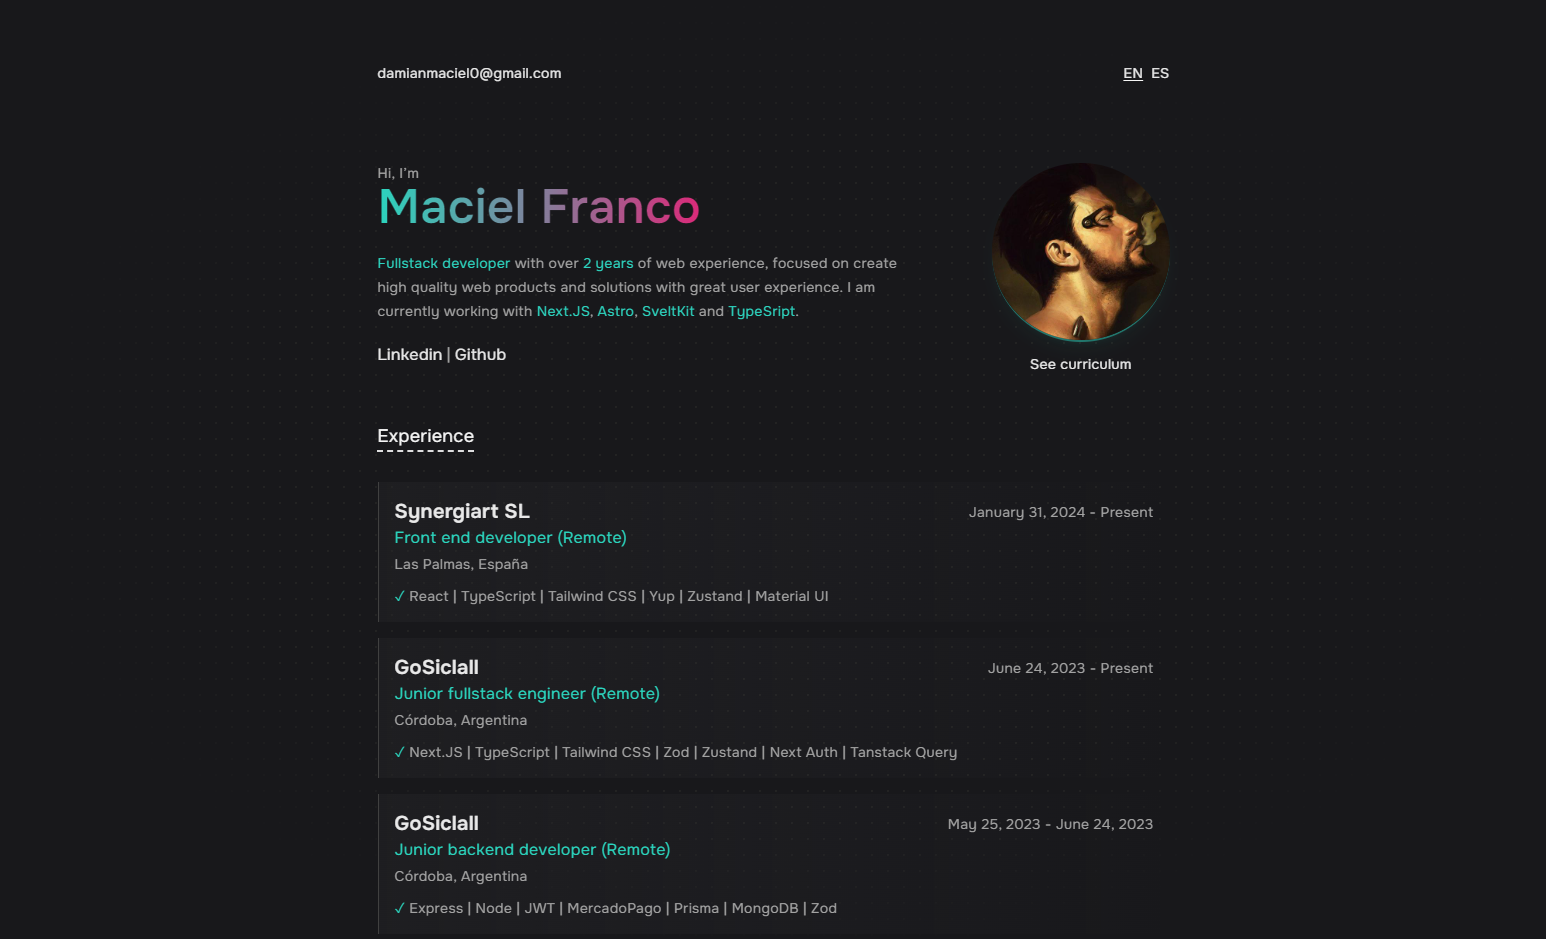 damianmaciel0@gmail.com
EN ES
Hi, I'm
Maciel Franco
Fullstack developer with over 2 years of web experience, focused on create
high quality web products and solutions with great user experience. I am
currently working with Next.JS, Astro, SveltKit and TypeSript.
Linkedin | Github
See curriculum
Experience
Synergiart SL
January 31, 2024 - Present
Front end developer (Remote)
Las Palmas, España
✓ React | TypeScript | Tailwind CSS | Yup | Zustand | Material UI
GoSiclall
June 24, 2023 - Present
Junior fullstack engineer (Remote)
Córdoba, Argentina
✓ Next.JS | TypeScript | Tailwind CSS | Zod | Zustand | Next Auth | Tanstack Query
GoSiclall
May 25, 2023 - June 24, 2023
Junior backend developer (Remote)
Córdoba, Argentina
✓ Express | Node | JWT | MercadoPago | Prisma | MongoDB | Zod